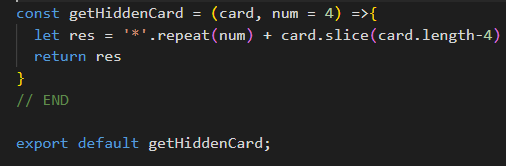 const getHiddenCard = (card, num = 4) =>{
  let res = '*'.repeat(num) + card.slice(card.length-4)
  return res
}
// END

export default getHiddenCard;